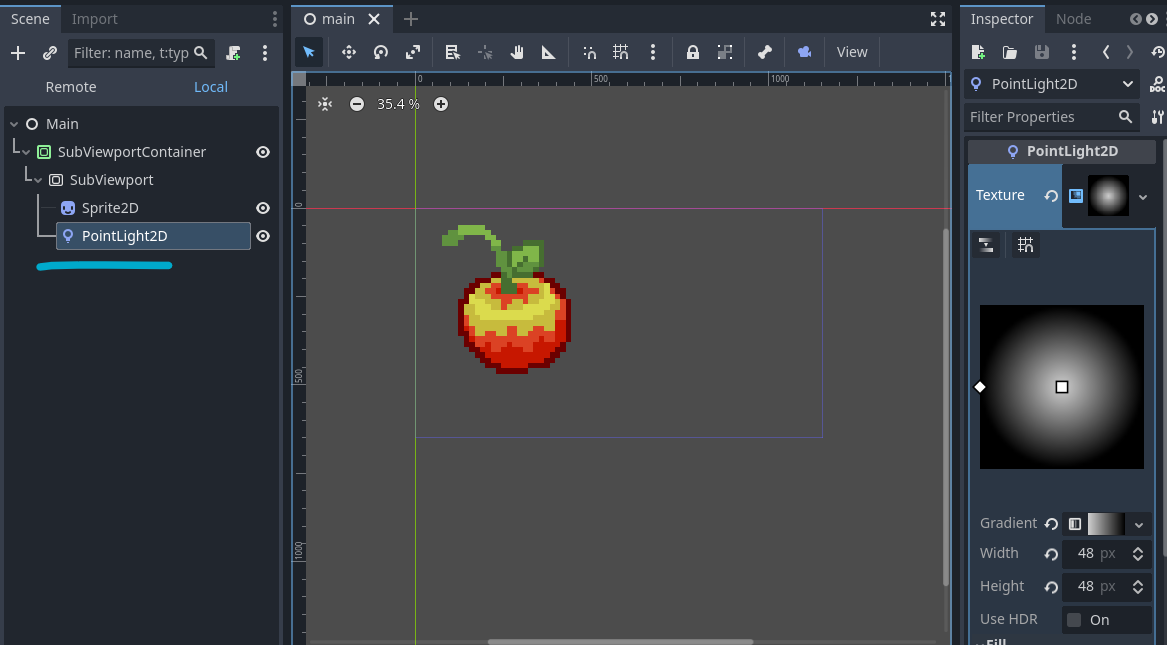 Scene
Import
main
Inspector
Node
Filter: name, t:typ
View
Remote
Local
0
500
1000
35.4 %
PointLight2D
DOC
Main
Filter Properties
SubViewportContainer
PointLight2D
SubViewport
Texture
Sprite2D
0
PointLight2D
500
Gradient
Width
48 px
1000
Height
48 px
Use HDR
On
Fill